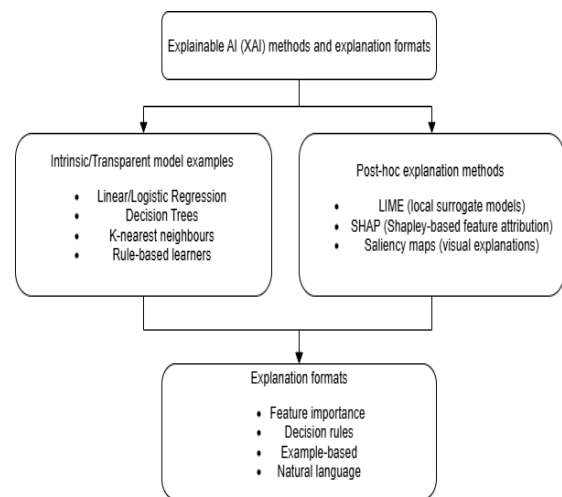 Explainable AI (XAI) methods and explanation formats
Intrinsic/Transparent model examples
• Linear/Logistic Regression
• Decision Trees
• K-nearest neighbours
• Rule-based learners
Post-hoc explanation methods
• LIME (local surrogate models)
• SHAP (Shapley-based feature attribution)
• Saliency maps (visual explanations)
Explanation formats
• Feature importance
• Decision rules
• Example-based
• Natural language